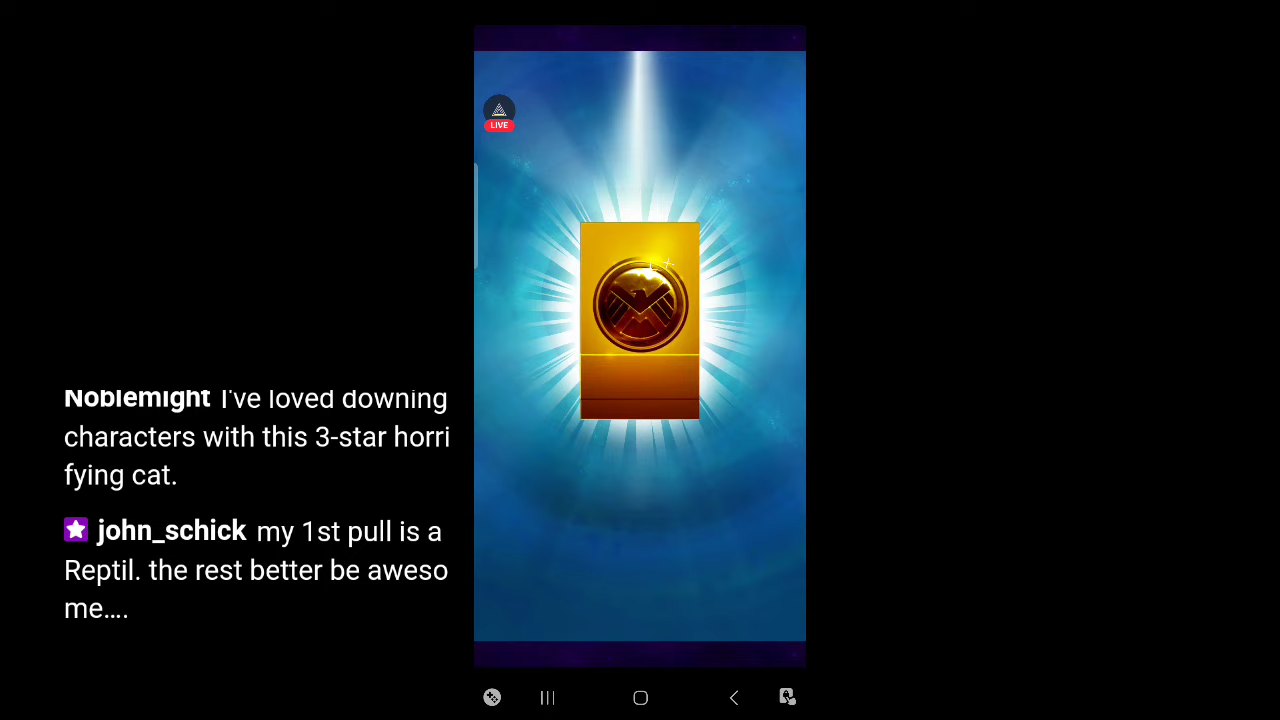 LIVE
Noblemight I've loved downing
characters with this 3-star horri
fying cat.
john_schick my 1st pull is a
Reptil. the rest better be aweso
me....